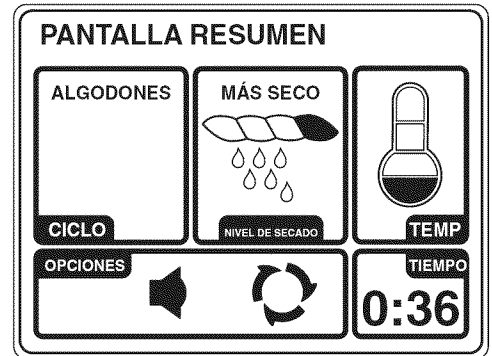 PANTALLA RESUMEN
ALGODONES
CICLO
MÁS SECO
NIVEL DE SECADO
TEMP
OPCIONES
TIEMPO
0:36